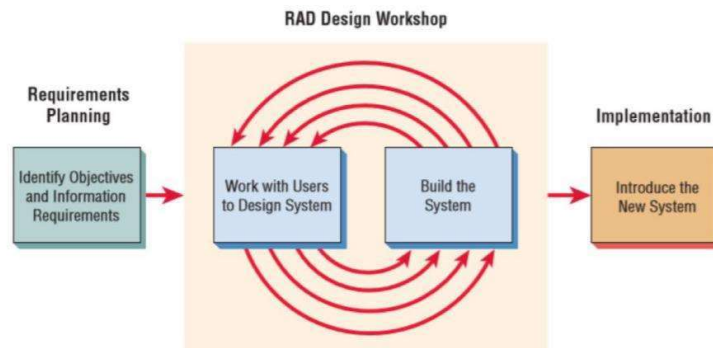 RAD Design Workshop
Requirements
Planning
Identify Objectives
and Information
Requirements
Work with Users
to Design System
Build the
System
Implementation
Introduce the
New System